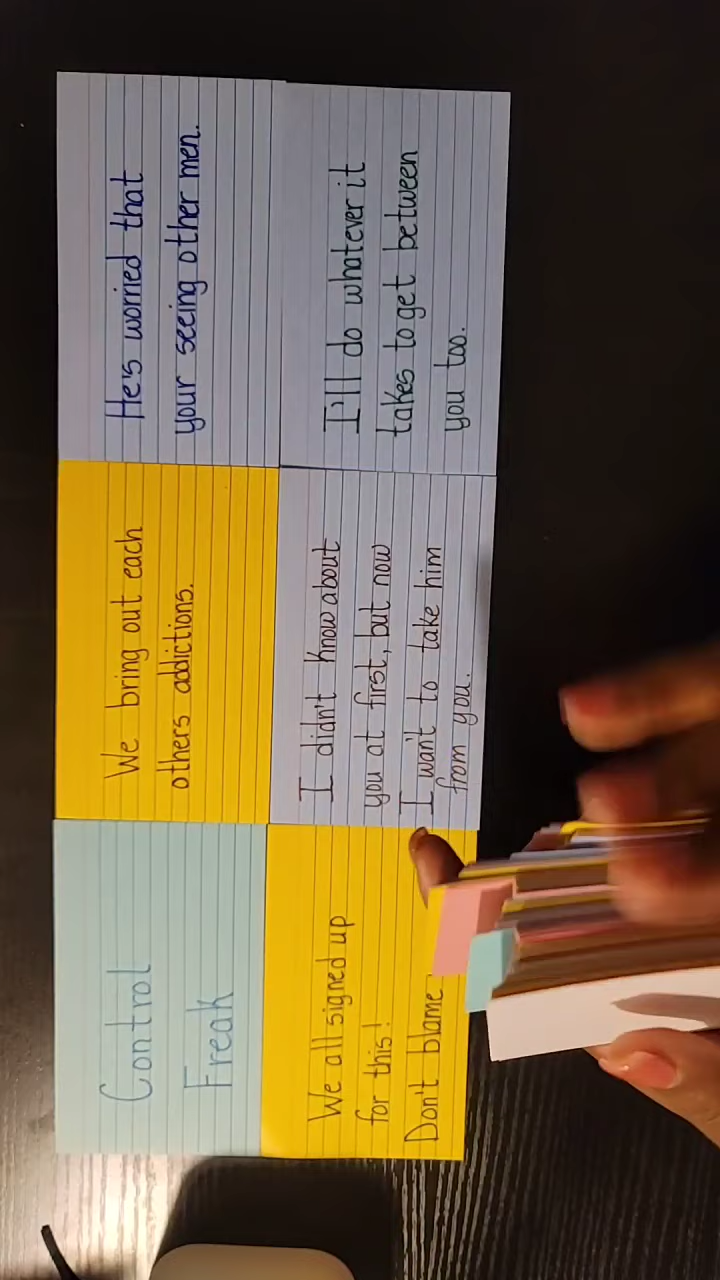 Control
Freak
We bring out each
others addictions.
He's worried that
your seeing other men.
We all signed up
for this!
Don't blame
I didn't know about
you at first, but now
I wan't to take him
from you.
I'll do whatever it
takes to get between
you too.